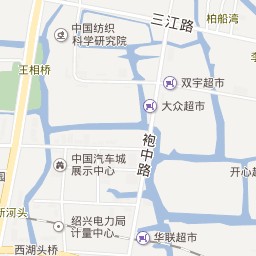 三江路
柏船湾
中国纺织
科学研究院
王相桥
双宇超市
大众超市
袍中路
中国汽车城
展示中心
开心超
园
新河头
绍兴电力局
计量中心
华联超市
西湖头桥